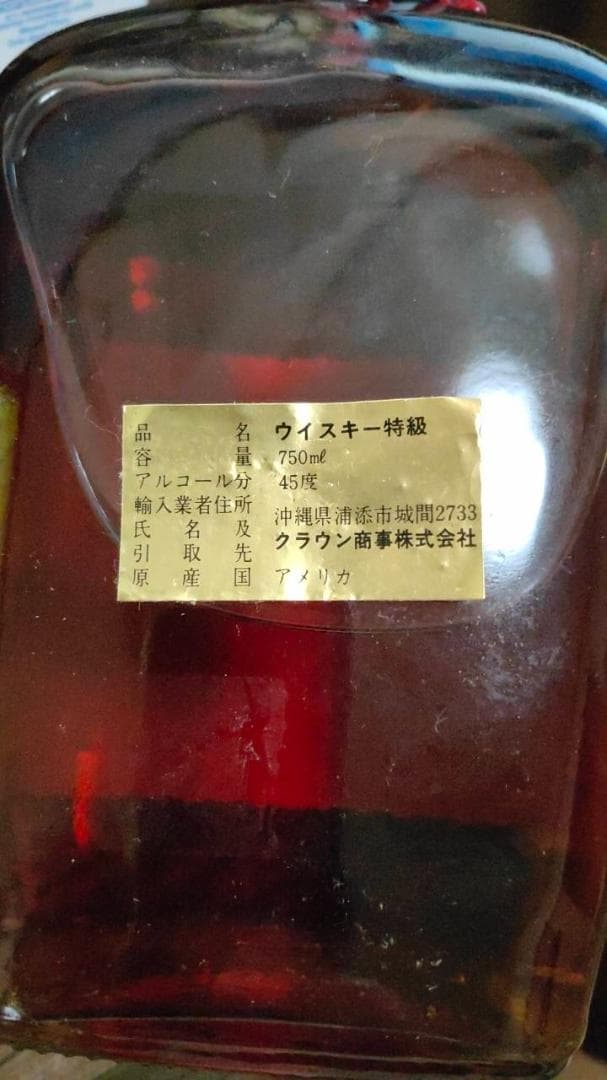 品名 ウイスキー特級
容量 750mℓ
アルコール分 45度
輸入業者住所 沖縄県浦添市城間2733
氏名及 クラウン商事株式会社
引取先
原産国 アメリカ